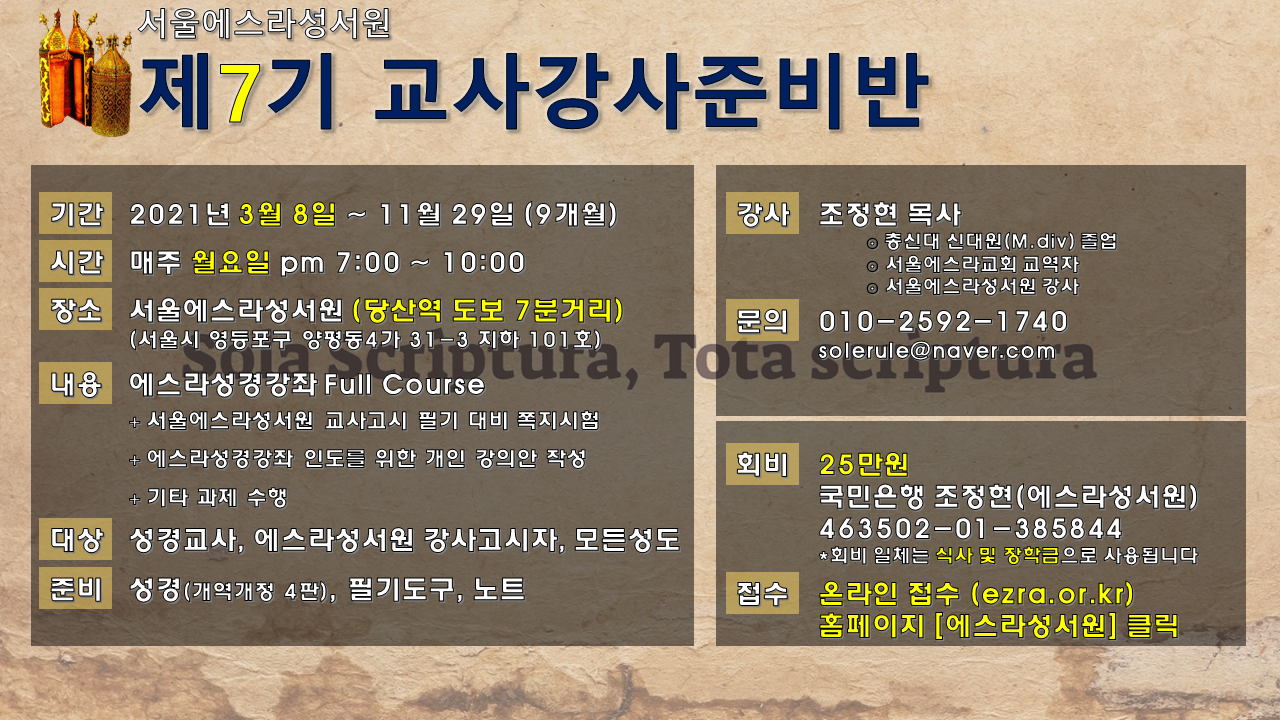 서울에스라성서원
제7기 교사강사준비반
기간 2021년 3월 8일 ~ 11월 29일 (9개월)
시간 매주 월요일 pm 7:00 ~ 10:00
장소 서울에스라성서원 (당산역 도보 7분거리)
(서울시 영등포구 양평동4가 31-3 지하 101호)
내용 에스라성경강좌 Full Course
+ 서울에스라성서원 교사고시 필기 대비 쪽지시험
+ 에스라성경강좌 인도를 위한 개인 강의안 작성
+ 기타 과제 수행
대상 성경교사, 에스라성서원 강사고시자, 모든성도
준비 성경(개역개정 4판), 필기도구, 노트
강사 조정현 목사
◎ 총신대 신대원(M.div) 졸업
◎ 서울에스라교회 교역자
◎ 서울에스라성서원 강사
문의 010-2592-1740
solerule@naver.com
Sola Scriptura, Tota scriptura
회비 25만원
국민은행 조정현(에스라성서원)
463502-01-385844
*회비 일체는 식사 및 장학금으로 사용됩니다
접수 온라인 접수 (ezra.or.kr)
홈페이지 [에스라성서원] 클릭